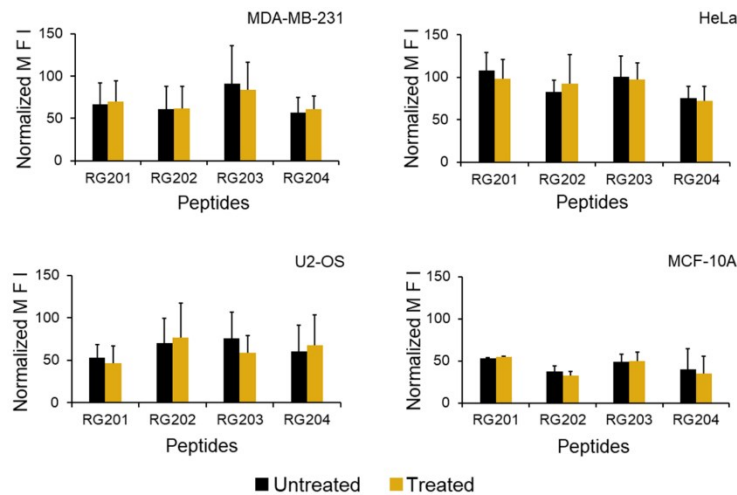 MDA-MB-231
Normalized M F I
150
100
50
0
RG201 RG202 RG203 RG204
Peptides
HeLa
Normalized M F I
150
100
50
0
RG201 RG202 RG203 RG204
Peptides
U2-OS
Normalized M F I
150
100
50
0
RG201 RG202 RG203 RG204
Peptides
MCF-10A
Normalized M F I
150
100
50
0
RG201 RG202 RG203 RG204
Peptides
Untreated Treated